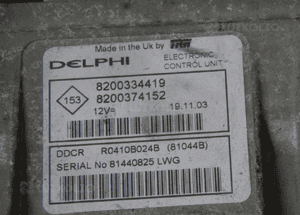 Made in the Uk by TRW
DELPHI ELECTRONIC CONTROL UNIT
8200334419
153 8200374152
12V= 19.11.03
DDCR R0410B024B (81044B)
SERIAL No 81440825 LWG